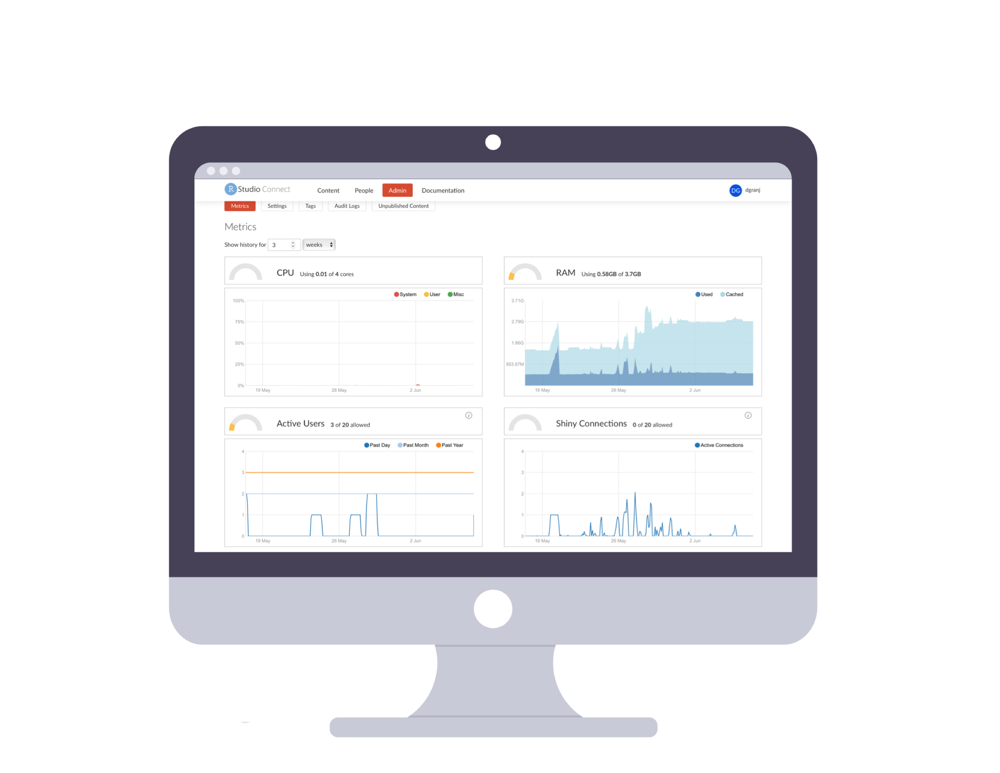 R Studio Connect Content People Admin Documentation DG dgranj
Metrics Settings Tags Audit Logs Unpublished Content
Metrics
Show history for 3 weeks
CPU Using 0.01 of 4 cores
System User Misc
100%
75%
50%
25%
0%
19 May 26 May 2 Jun
RAM Using 0.58GB of 3.7GB
Used Cached
3.71G
2.79G
1.86G
953.67M
19 May 26 May 2 Jun
Active Users 3 of 20 allowed i
Past Day Past Month Past Year
4
3
2
1
0
19 May 26 May 2 Jun
Shiny Connections 0 of 20 allowed i
Active Connections
4
3
2
1
0
19 May 26 May 2 Jun